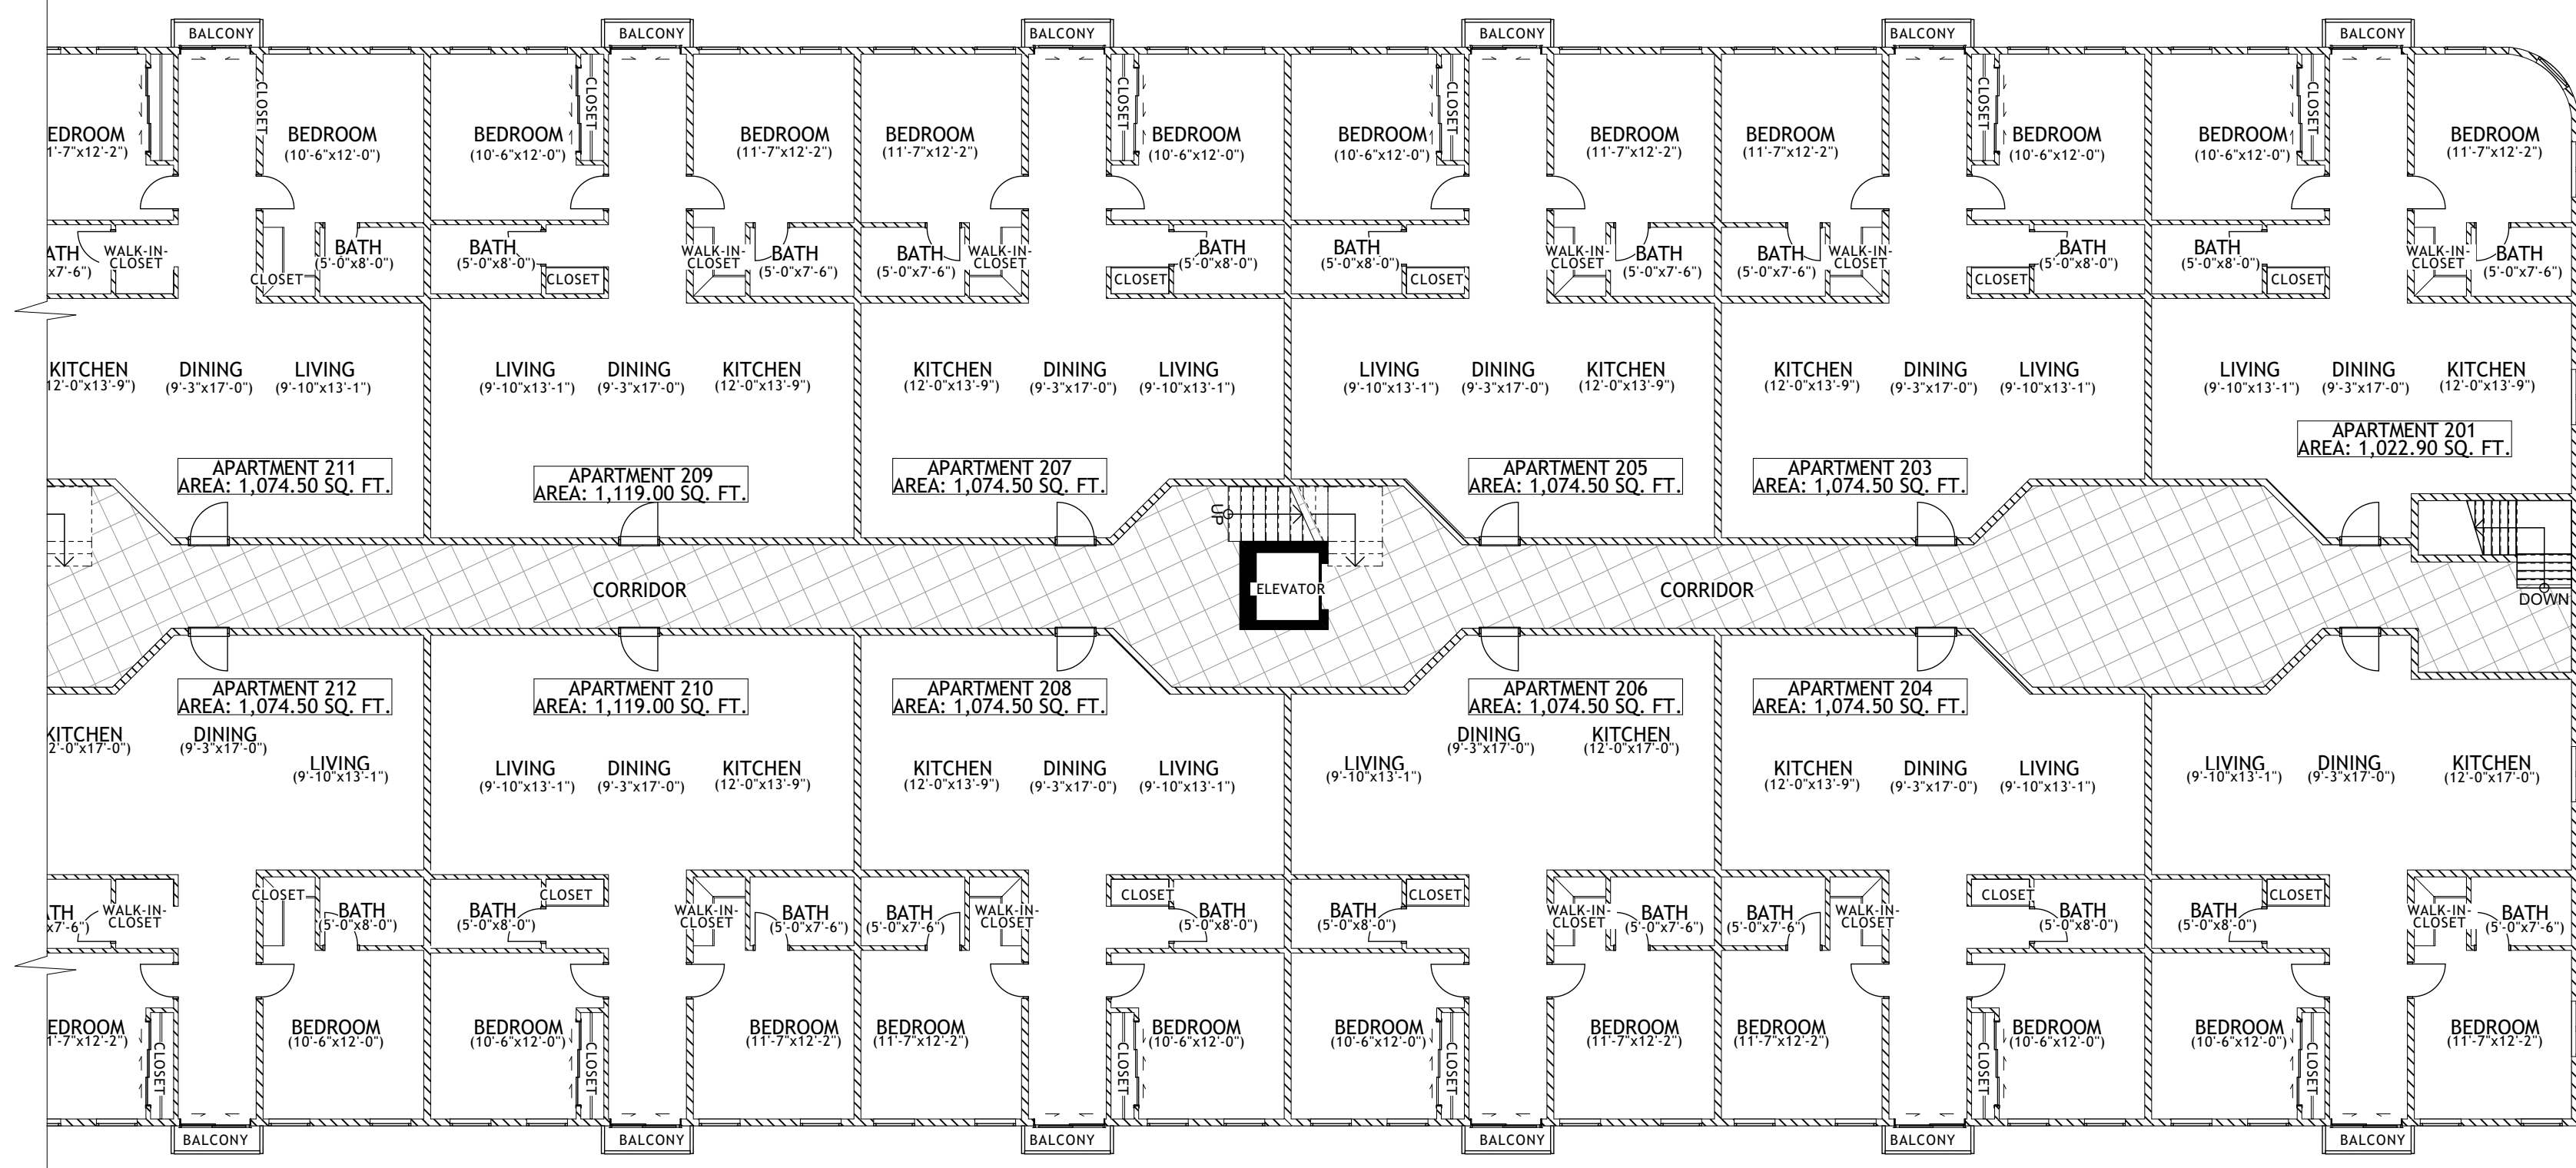 BALCONY
BALCONY
BALCONY
BALCONY
BALCONY
BALCONY
CLOSET
CLOSET
CLOSET
CLOSET
CLOSET
CLOSET
EDROOM
1'-7"x12'-2")
BEDROOM
(10'-6"x12'-0")
BEDROOM
(10'-6"x12'-0")
BEDROOM
(11'-7"x12'-2")
BEDROOM
(11'-7"x12'-2")
BEDROOM
(10'-6"x12'-0")
BEDROOM
(10'-6"x12'-0")
BEDROOM
(11'-7"x12'-2")
BEDROOM
(11'-7"x12'-2")
BEDROOM
(10'-6"x12'-0")
BEDROOM
(10'-6"x12'-0")
BEDROOM
(11'-7"x12'-2")
ATH
x7'-6")
WALK-IN-
CLOSET
CLOSET
BATH
(5'-0"x8'-0")
BATH
(5'-0"x8'-0")
CLOSET
WALK-IN-
CLOSET
BATH
(5'-0"x7'-6")
BATH
(5'-0"x7'-6")
WALK-IN-
CLOSET
CLOSET
BATH
(5'-0"x8'-0")
BATH
(5'-0"x8'-0")
CLOSET
WALK-IN-
CLOSET
BATH
(5'-0"x7'-6")
BATH
(5'-0"x7'-6")
WALK-IN-
CLOSET
CLOSET
BATH
(5'-0"x8'-0")
BATH
(5'-0"x8'-0")
CLOSET
WALK-IN-
CLOSET
BATH
(5'-0"x7'-6")
KITCHEN
12'-0"x13'-9")
DINING
(9'-3"x17'-0")
LIVING
(9'-10"x13'-1")
LIVING
(9'-10"x13'-1")
DINING
(9'-3"x17'-0")
KITCHEN
(12'-0"x13'-9")
KITCHEN
(12'-0"x13'-9")
DINING
(9'-3"x17'-0")
LIVING
(9'-10"x13'-1")
LIVING
(9'-10"x13'-1")
DINING
(9'-3"x17'-0")
KITCHEN
(12'-0"x13'-9")
KITCHEN
(12'-0"x13'-9")
DINING
(9'-3"x17'-0")
LIVING
(9'-10"x13'-1")
LIVING
(9'-10"x13'-1")
DINING
(9'-3"x17'-0")
KITCHEN
(12'-0"x13'-9")
APARTMENT 211
AREA: 1,074.50 SQ. FT.
APARTMENT 209
AREA: 1,119.00 SQ. FT.
APARTMENT 207
AREA: 1,074.50 SQ. FT.
APARTMENT 205
AREA: 1,074.50 SQ. FT.
APARTMENT 203
AREA: 1,074.50 SQ. FT.
APARTMENT 201
AREA: 1,022.90 SQ. FT.
UP
CORRIDOR
ELEVATOR
CORRIDOR
DOWN
APARTMENT 212
AREA: 1,074.50 SQ. FT.
APARTMENT 210
AREA: 1,119.00 SQ. FT.
APARTMENT 208
AREA: 1,074.50 SQ. FT.
APARTMENT 206
AREA: 1,074.50 SQ. FT.
APARTMENT 204
AREA: 1,074.50 SQ. FT.
KITCHEN
2'-0"x17'-0")
DINING
(9'-3"x17'-0")
LIVING
(9'-10"x13'-1")
LIVING
(9'-10"x13'-1")
DINING
(9'-3"x17'-0")
KITCHEN
(12'-0"x13'-9")
KITCHEN
(12'-0"x13'-9")
DINING
(9'-3"x17'-0")
LIVING
(9'-10"x13'-1")
LIVING
(9'-10"x13'-1")
DINING
(9'-3"x17'-0")
KITCHEN
(12'-0"x17'-0")
KITCHEN
(12'-0"x13'-9")
DINING
(9'-3"x17'-0")
LIVING
(9'-10"x13'-1")
LIVING
(9'-10"x13'-1")
DINING
(9'-3"x17'-0")
KITCHEN
(12'-0"x17'-0")
ATH
x7'-6")
WALK-IN-
CLOSET
CLOSET
BATH
(5'-0"x8'-0")
BATH
(5'-0"x8'-0")
CLOSET
WALK-IN-
CLOSET
BATH
(5'-0"x7'-6")
BATH
(5'-0"x7'-6")
WALK-IN-
CLOSET
CLOSET
BATH
(5'-0"x8'-0")
BATH
(5'-0"x8'-0")
CLOSET
WALK-IN-
CLOSET
BATH
(5'-0"x7'-6")
BATH
(5'-0"x7'-6")
WALK-IN-
CLOSET
CLOSET
BATH
(5'-0"x8'-0")
BATH
(5'-0"x8'-0")
CLOSET
WALK-IN-
CLOSET
BATH
(5'-0"x7'-6")
EDROOM
1'-7"x12'-2")
BEDROOM
(10'-6"x12'-0")
BEDROOM
(10'-6"x12'-0")
BEDROOM
(11'-7"x12'-2")
BEDROOM
(11'-7"x12'-2")
BEDROOM
(10'-6"x12'-0")
BEDROOM
(10'-6"x12'-0")
BEDROOM
(11'-7"x12'-2")
BEDROOM
(11'-7"x12'-2")
BEDROOM
(10'-6"x12'-0")
BEDROOM
(10'-6"x12'-0")
BEDROOM
(11'-7"x12'-2")
CLOSET
CLOSET
CLOSET
CLOSET
CLOSET
CLOSET
BALCONY
BALCONY
BALCONY
BALCONY
BALCONY
BALCONY